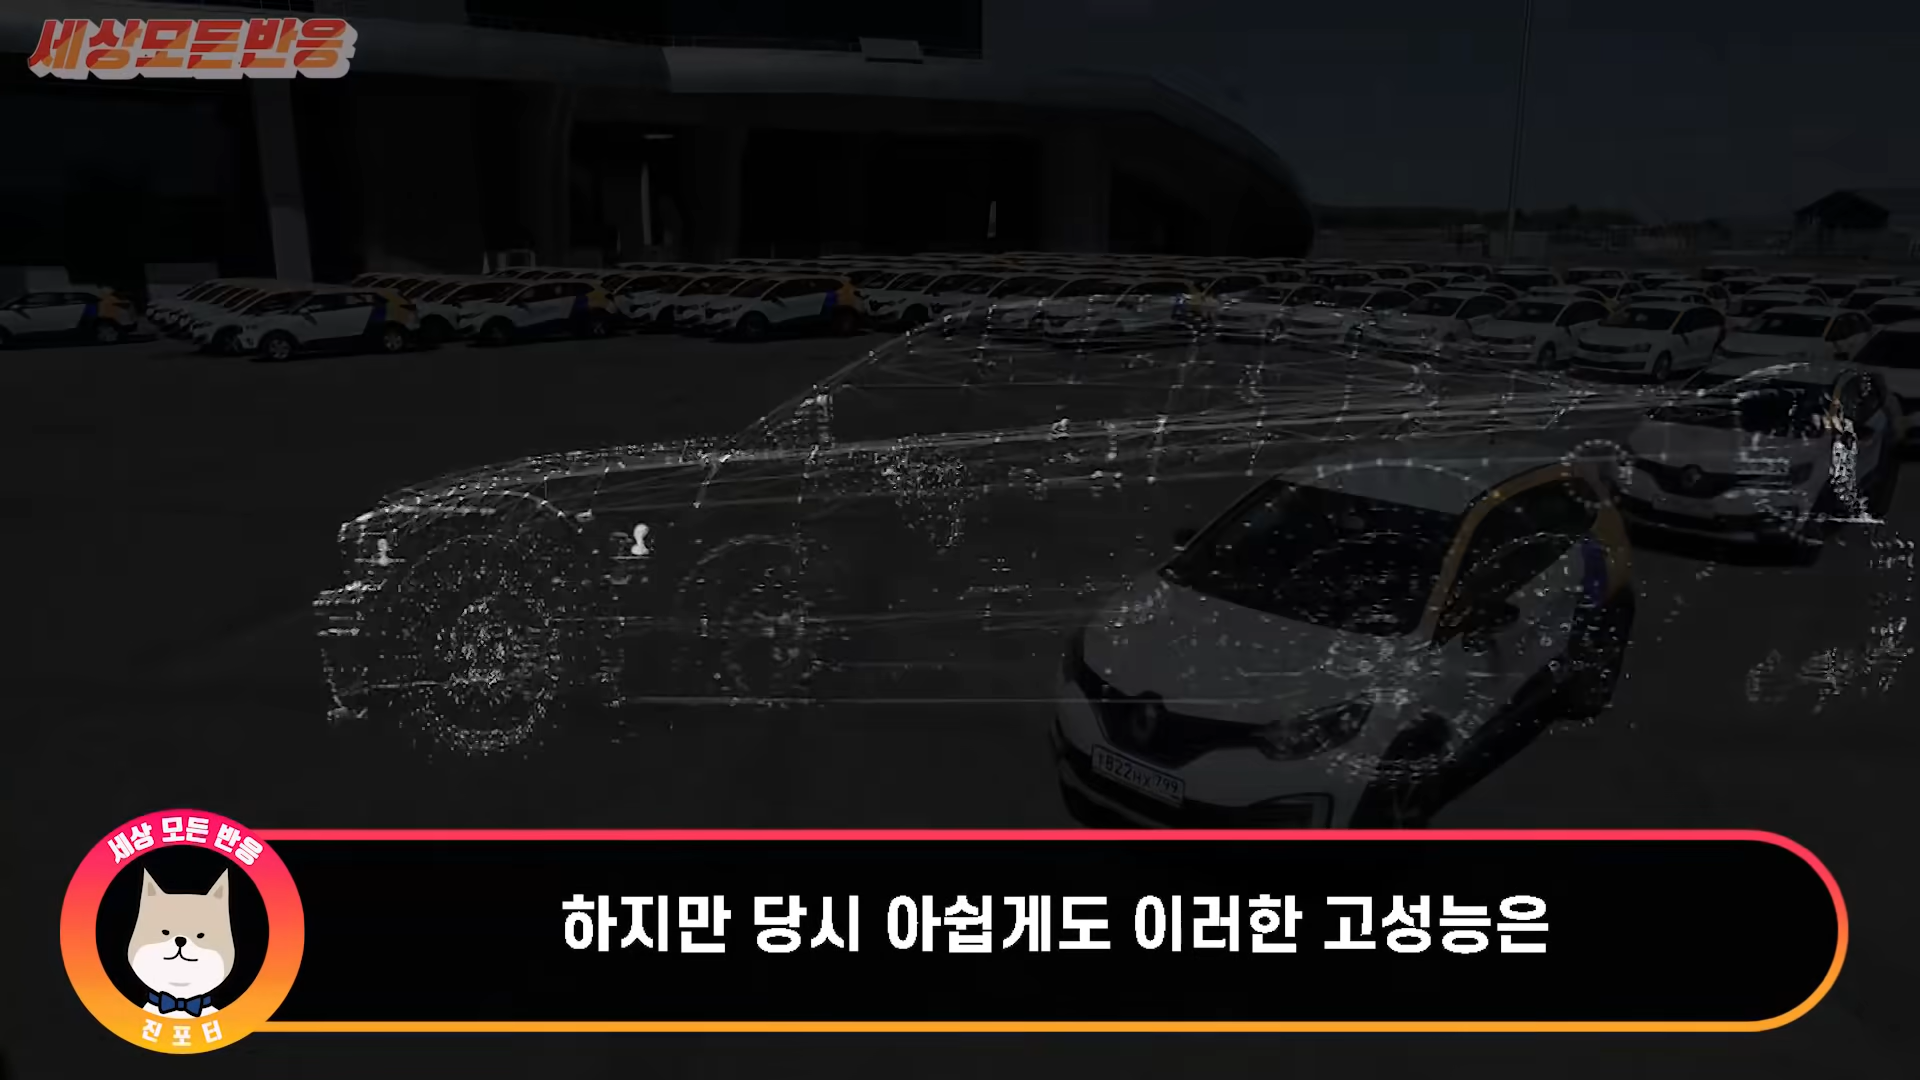 세상모든반응
세상 모든 반응
하지만 당시 아쉽게도 이러한 고성능은
진포터